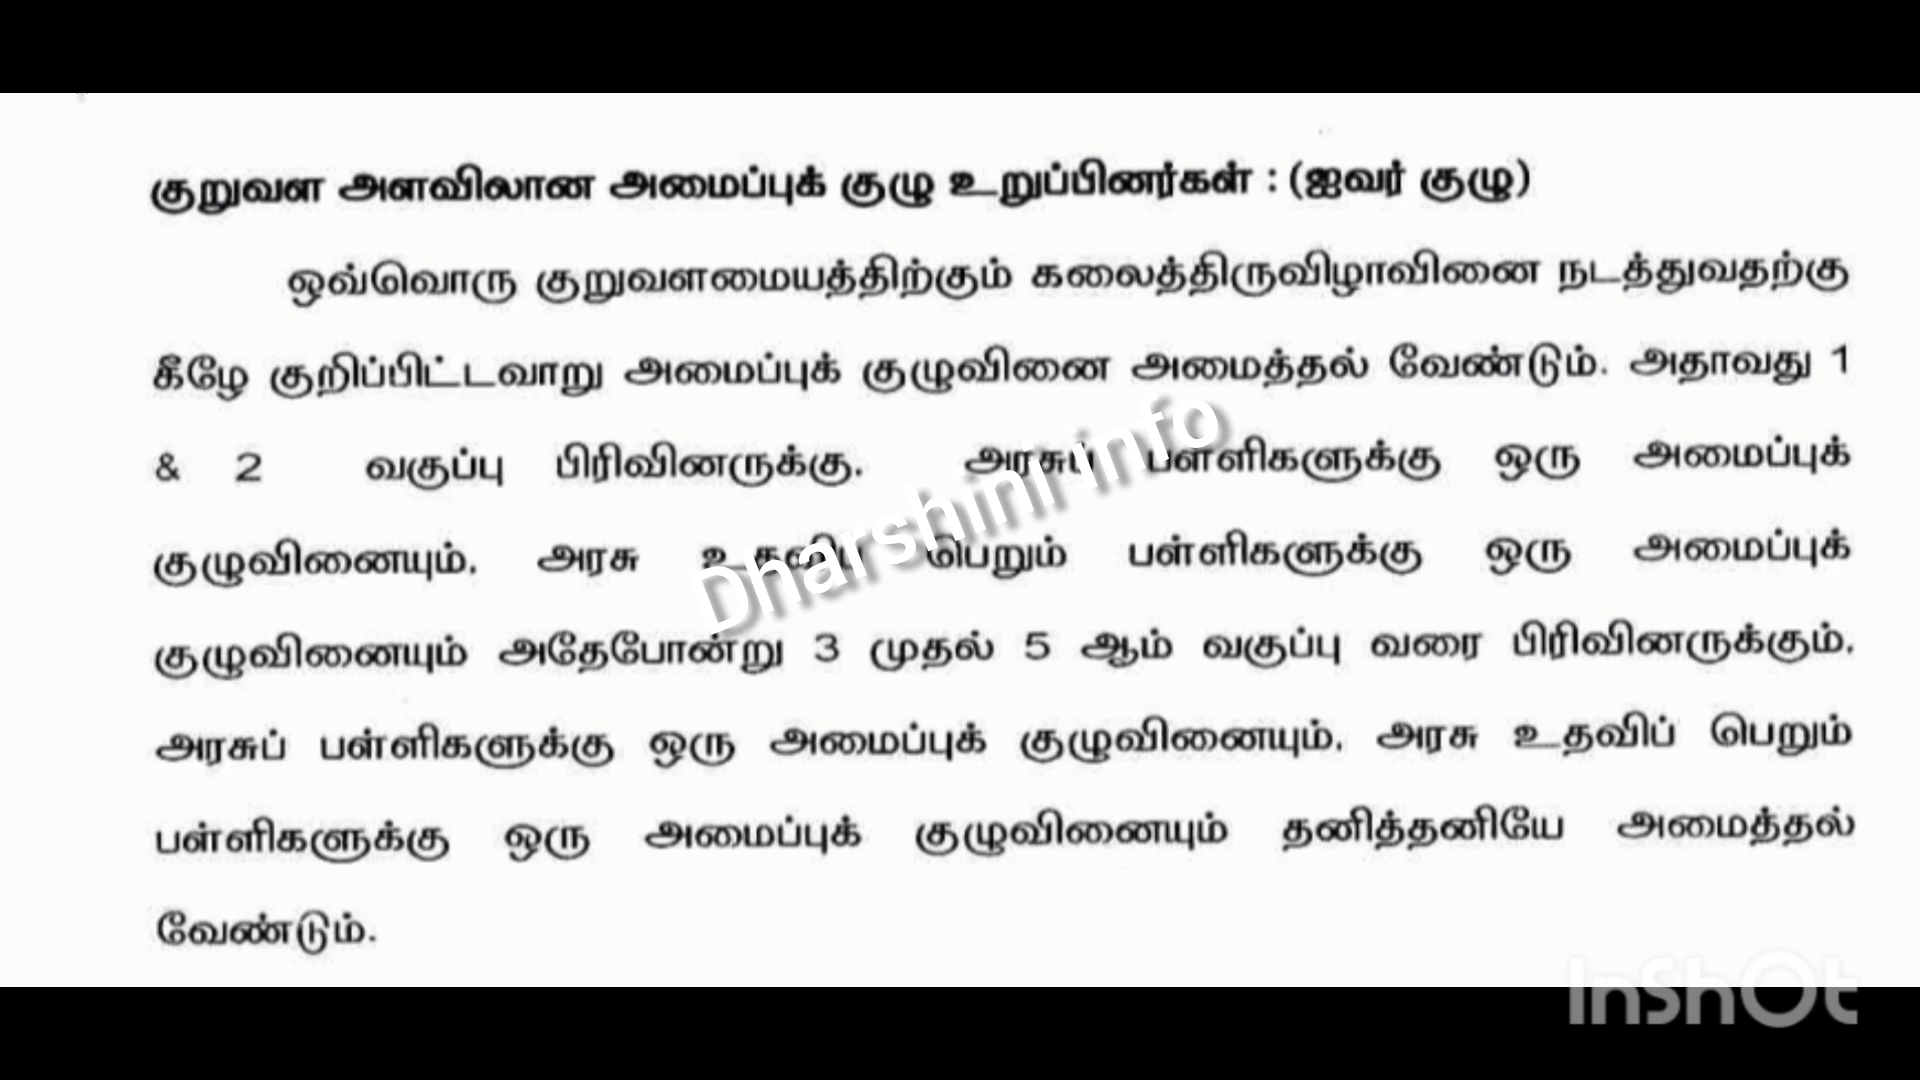 குறுவள அளவிலான அமைப்புக் குழு உறுப்பினர்கள் : (ஐவர் குழு)
ஒவ்வொரு குறுவளமையத்திற்கும் கலைத்திருவிழாவினை நடத்துவதற்கு
கீழே குறிப்பிட்டவாறு அமைப்புக் குழுவினை அமைத்தல் வேண்டும். அதாவது 1
& 2 வகுப்பு பிரிவினருக்கு, அரசுப் பள்ளிகளுக்கு ஒரு அமைப்புக்
குழுவினையும், அரசு உதவிப் பெறும் பள்ளிகளுக்கு ஒரு அமைப்புக்
குழுவினையும் அதேபோன்று 3 முதல் 5 ஆம் வகுப்பு வரை பிரிவினருக்கும்,
அரசுப் பள்ளிகளுக்கு ஒரு அமைப்புக் குழுவினையும், அரசு உதவிப் பெறும்
பள்ளிகளுக்கு ஒரு அமைப்புக் குழுவினையும் தனித்தனியே அமைத்தல்
வேண்டும்.
Dharshini info
InShOt